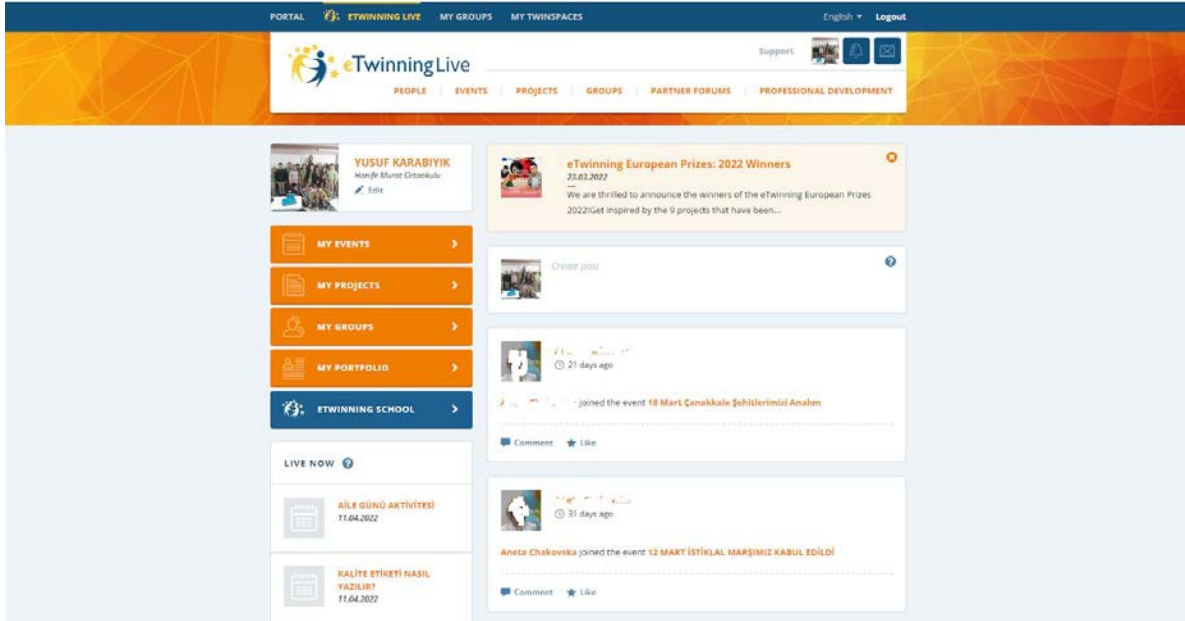 PORTAL ETWINNING LIVE MY GROUPS MY TWINSPACES English Logout
eTwinning Live
Support
PEOPLE EVENTS PROJECTS GROUPS PARTNER FORUMS PROFESSIONAL DEVELOPMENT
YUSUF KARABIYIK
Hanife Murat Ortaokulu
Edit
MY EVENTS
MY PROJECTS
MY GROUPS
MY PORTFOLIO
ETWINNING SCHOOL
LIVE NOW
AİLE GÜNÜ AKTİVİTESİ
11.04.2022
KALİTE ETİKETİ NASIL
YAZILIR?
11.04.2022
eTwinning European Prizes: 2022 Winners
23.03.2022
We are thrilled to announce the winners of the eTwinning European Prizes
2022!Get inspired by the 9 projects that have been...
Create post
21 days ago
joined the event 18 Mart Çanakkale Şehitlerimizi Analım
Comment Like
31 days ago
Aneta Chakovska joined the event 12 MART İSTİKLAL MARŞIMIZ KABUL EDİLDİ
Comment Like